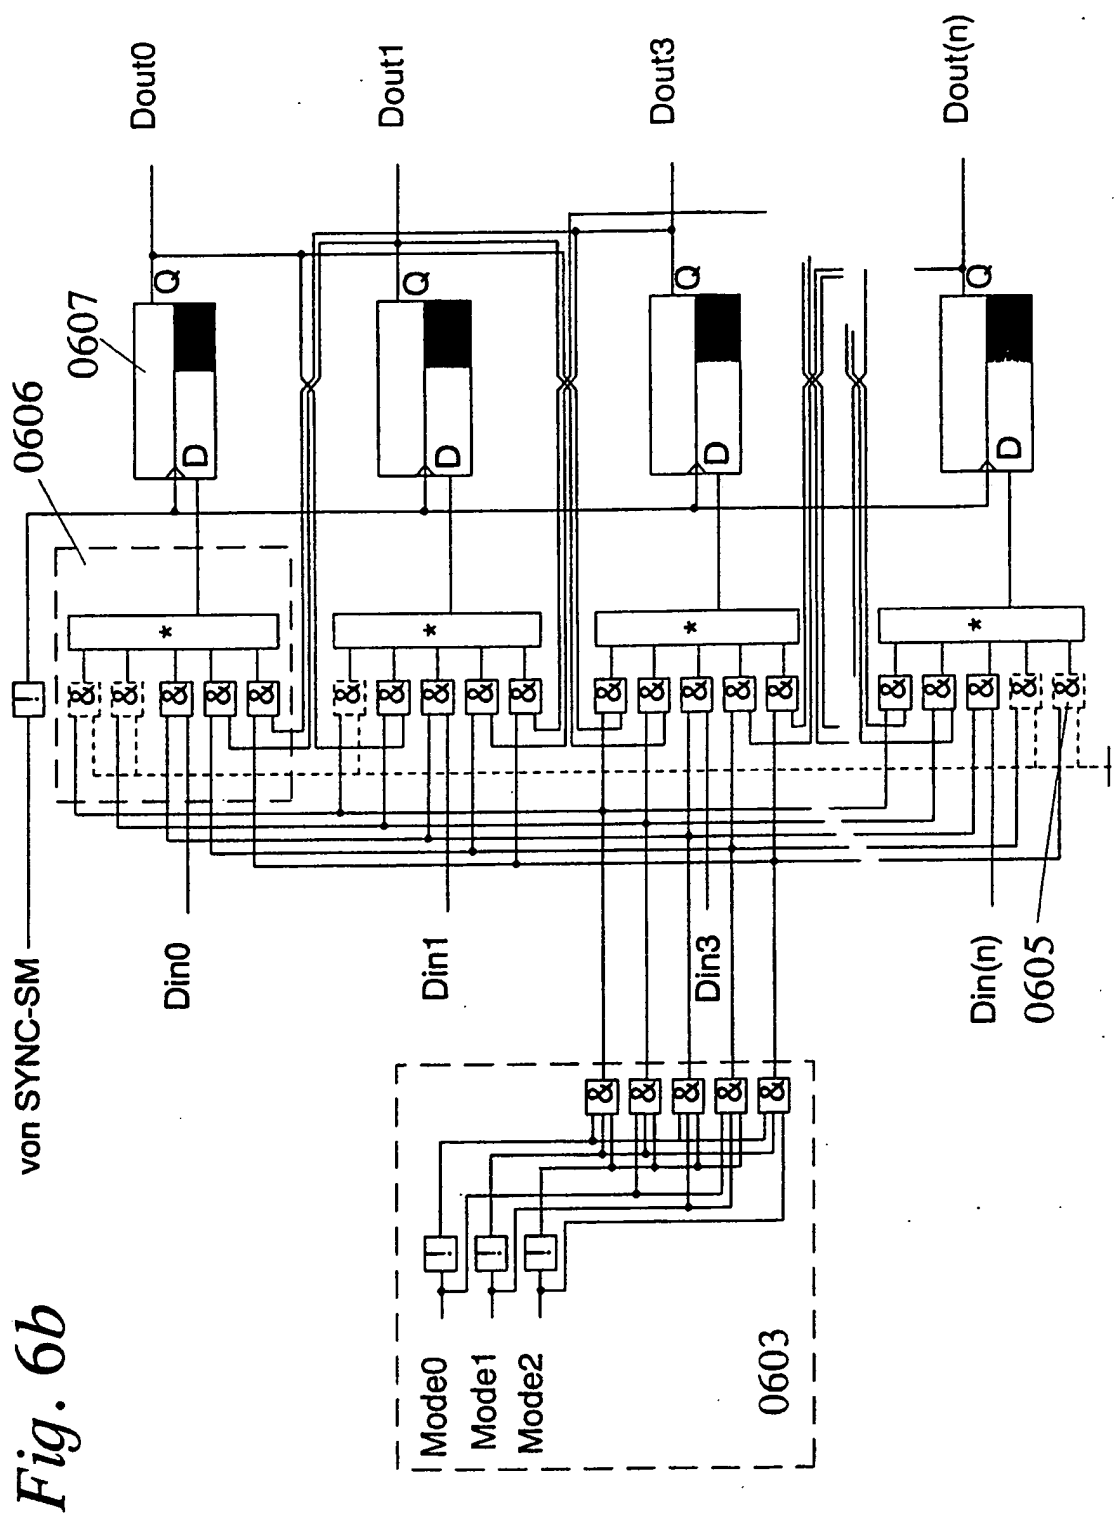 Fig. 6b
von SYNC-SM
!
0606
0607
Dout0
Dout1
Dout3
Dout(n)
Q
Q
Q
Q
D
D
D
D
*
*
*
*
& & & & &
& & & & &
& & & & &
& & & & &
Din0
Din1
Din3
Din(n)
0605
& & & & &
! ! !
Mode0
Mode1
Mode2
0603